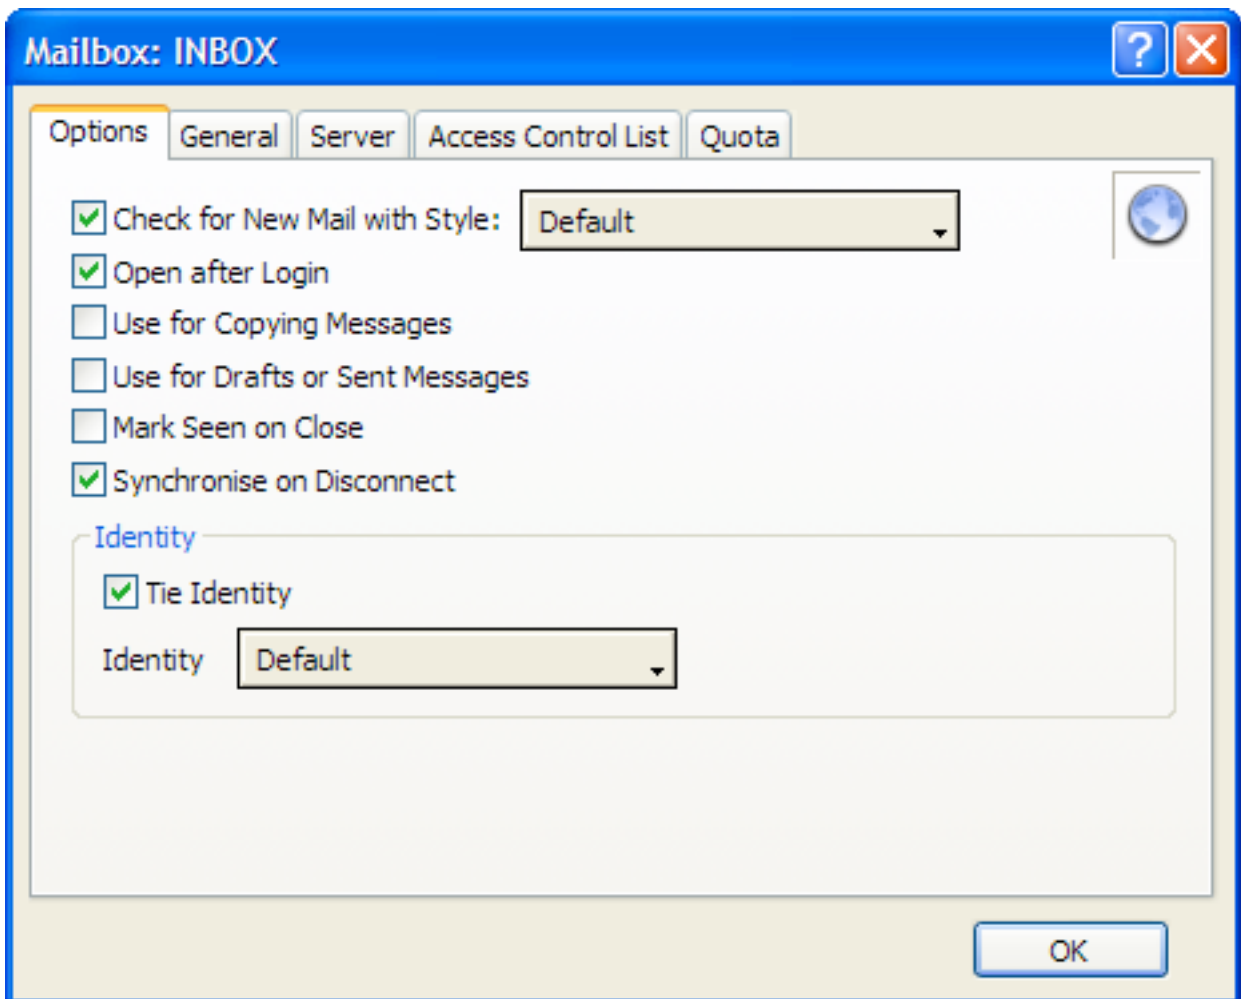 Mailbox: INBOX
?
Options General Server Access Control List Quota
Check for New Mail with Style: Default
Open after Login
Use for Copying Messages
Use for Drafts or Sent Messages
Mark Seen on Close
Synchronise on Disconnect
Identity
Tie Identity
Identity Default
OK